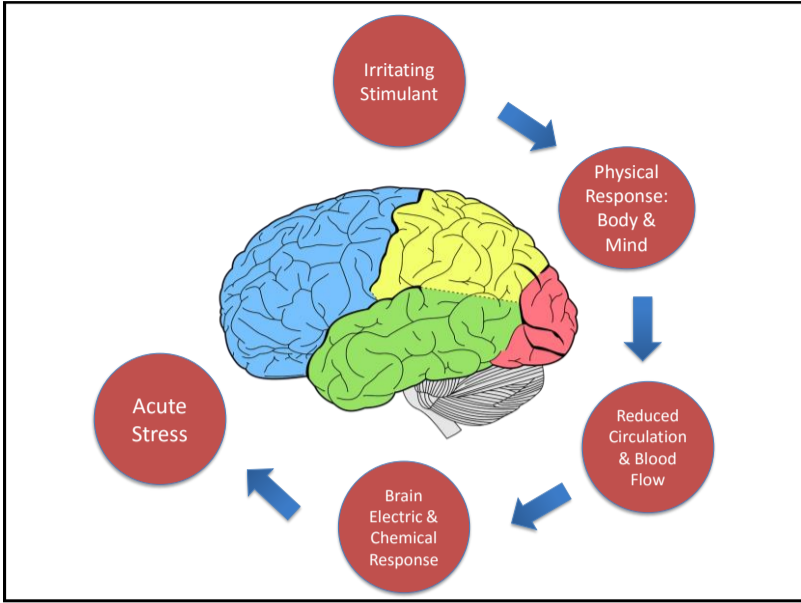 Irritating
Stimulant
Physical
Response:
Body &
Mind
Reduced
Circulation
& Blood
Flow
Brain
Electric &
Chemical
Response
Acute
Stress